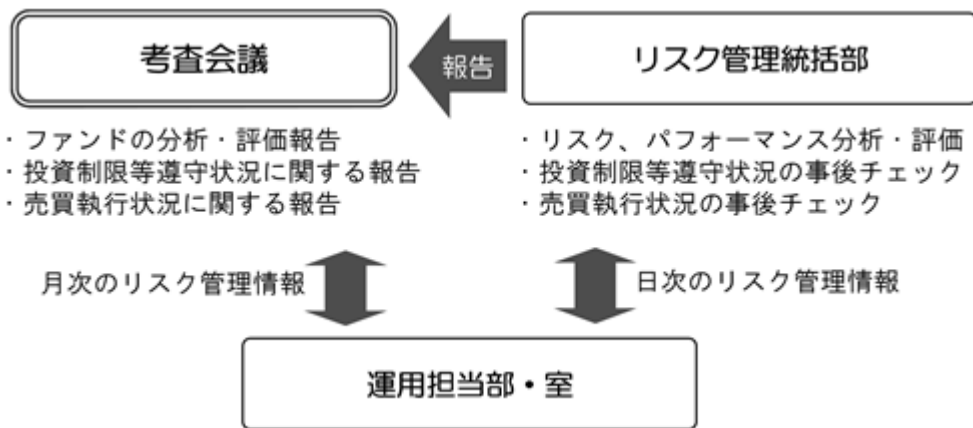 考査会議
報告
リスク管理統括部
・ファンドの分析・評価報告
・投資制限等遵守状況に関する報告
・売買執行状況に関する報告
・リスク、パフォーマンス分析・評価
・投資制限等遵守状況の事後チェック
・売買執行状況の事後チェック
月次のリスク管理情報
日次のリスク管理情報
運用担当部・室